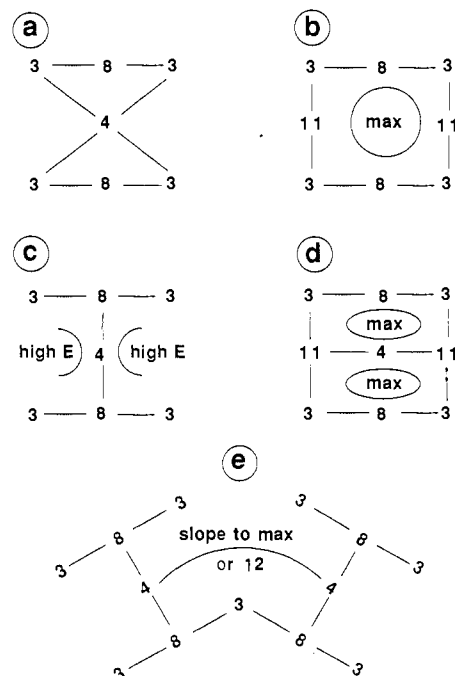 a
3 — 8 — 3
4
3 — 8 — 3
b
3 — 8 — 3
11 max 11
3 — 8 — 3
c
3 — 8 — 3
high E 4 high E
3 — 8 — 3
d
3 — 8 — 3
max
11 — 4 — 11
max
3 — 8 — 3
e
3 3
8 slope to max 8
3 or 12 3
4 4
3
8 8
3 3